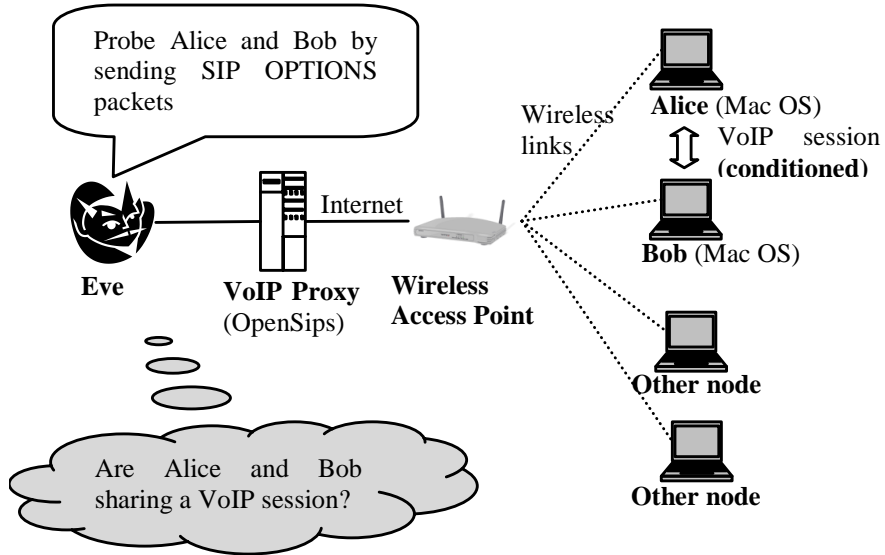 Probe Alice and Bob by
sending SIP OPTIONS
packets
Wireless
links
Alice (Mac OS)
VoIP session
(conditioned)
Internet
Bob (Mac OS)
Eve
VoIP Proxy
(OpenSips)
Wireless
Access Point
Other node
Are Alice and Bob
sharing a VoIP session?
Other node